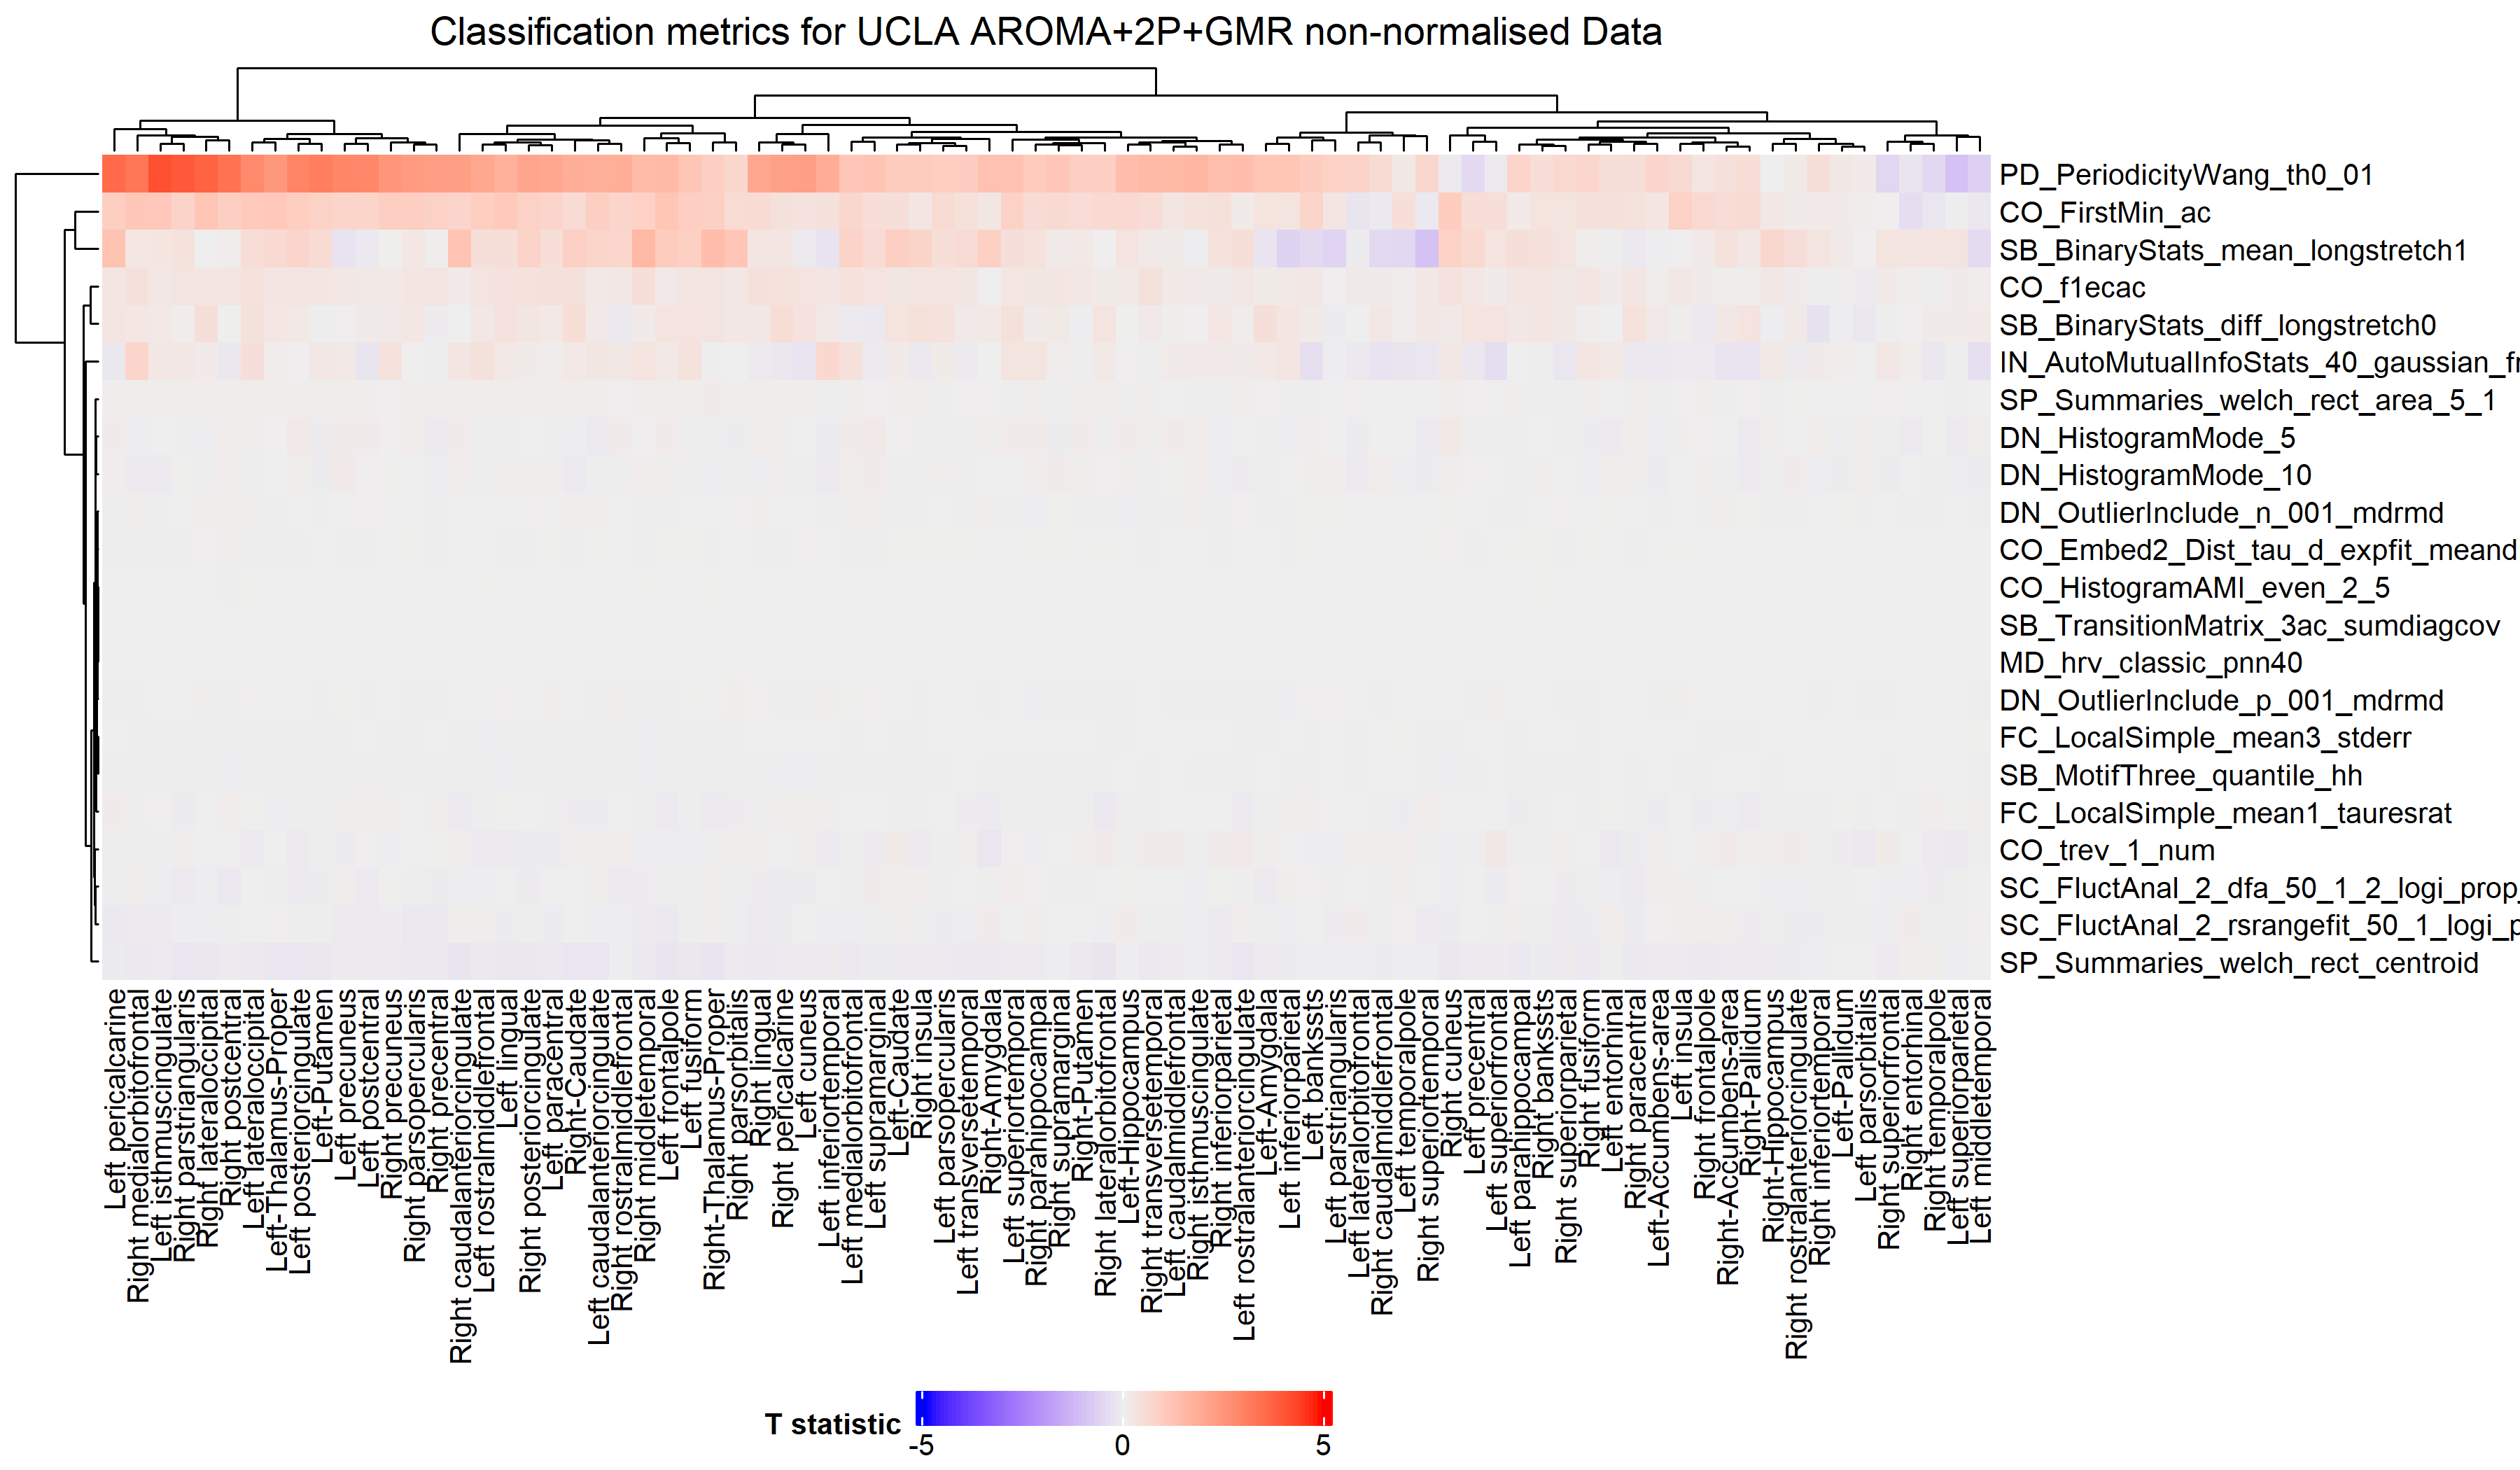 Classification metrics for UCLA AROMA+2P+GMR non-normalised Data
PD_PeriodicityWang_th0_01
CO_FirstMin_ac
SB_BinaryStats_mean_longstretch1
CO_f1ecac
SB_BinaryStats_diff_longstretch0
IN_AutoMutualInfoStats_40_gaussian_fr
SP_Summaries_welch_rect_area_5_1
DN_HistogramMode_5
DN_HistogramMode_10
DN_OutlierInclude_n_001_mdrmd
CO_Embed2_Dist_tau_d_expfit_meand
CO_HistogramAMI_even_2_5
SB_TransitionMatrix_3ac_sumdiagcov
MD_hrv_classic_pnn40
DN_OutlierInclude_p_001_mdrmd
FC_LocalSimple_mean3_stderr
SB_MotifThree_quantile_hh
FC_LocalSimple_mean1_tauresrat
CO_trev_1_num
SC_FluctAnal_2_dfa_50_1_2_logi_prop_
SC_FluctAnal_2_rsrangefit_50_1_logi_p
SP_Summaries_welch_rect_centroid
Left pericalcarine
Right medialorbitofrontal
Left isthmuscingulate
Right parstriangularis
Right lateraloccipital
Right postcentral
Left lateraloccipital
Left-Thalamus-Proper
Left posteriorcingulate
Left-Putamen
Left precuneus
Left postcentral
Right precuneus
Right parsopercularis
Right precentral
Right caudalanteriorcingulate
Left rostralmiddlefrontal
Left lingual
Right posteriorcingulate
Left paracentral
Right-Caudate
Left caudalanteriorcingulate
Right rostralmiddlefrontal
Right middletemporal
Left frontalpole
Left fusiform
Right-Thalamus-Proper
Right parsorbitalis
Right lingual
Right pericalcarine
Left cuneus
Left inferiortemporal
Left medialorbitofrontal
Left supramarginal
Left-Caudate
Right insula
Left parsopercularis
Left transversetemporal
Right-Amygdala
Left superiortemporal
Right parahippocampal
Right supramarginal
Right-Putamen
Right lateralorbitofrontal
Left-Hippocampus
Right transversetemporal
Left caudalmiddlefrontal
Right isthmuscingulate
Right inferiorparietal
Left rostralanteriorcingulate
Left-Amygdala
Left inferiorparietal
Left bankssts
Left parstriangularis
Left lateralorbitofrontal
Right caudalmiddlefrontal
Left temporalpole
Right superiortemporal
Right cuneus
Left precentral
Left superiorfrontal
Left parahippocampal
Right bankssts
Right superiorparietal
Right fusiform
Left entorhinal
Right paracentral
Left-Accumbens-area
Left insula
Right frontalpole
Right-Accumbens-area
Right-Pallidum
Right-Hippocampus
Right rostralanteriorcingulate
Right inferiortemporal
Left-Pallidum
Left parsorbitalis
Right superiorfrontal
Right entorhinal
Right temporalpole
Left superiorparietal
Left middletemporal
T statistic
-5 0 5